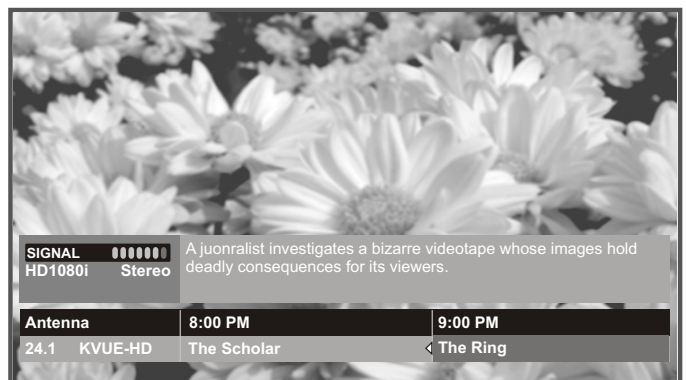 SIGNAL
HD1080i Stereo
A juonralist investigates a bizarre videotape whose images hold
deadly consequences for its viewers.
Antenna 8:00 PM 9:00 PM
24.1 KVUE-HD The Scholar The Ring